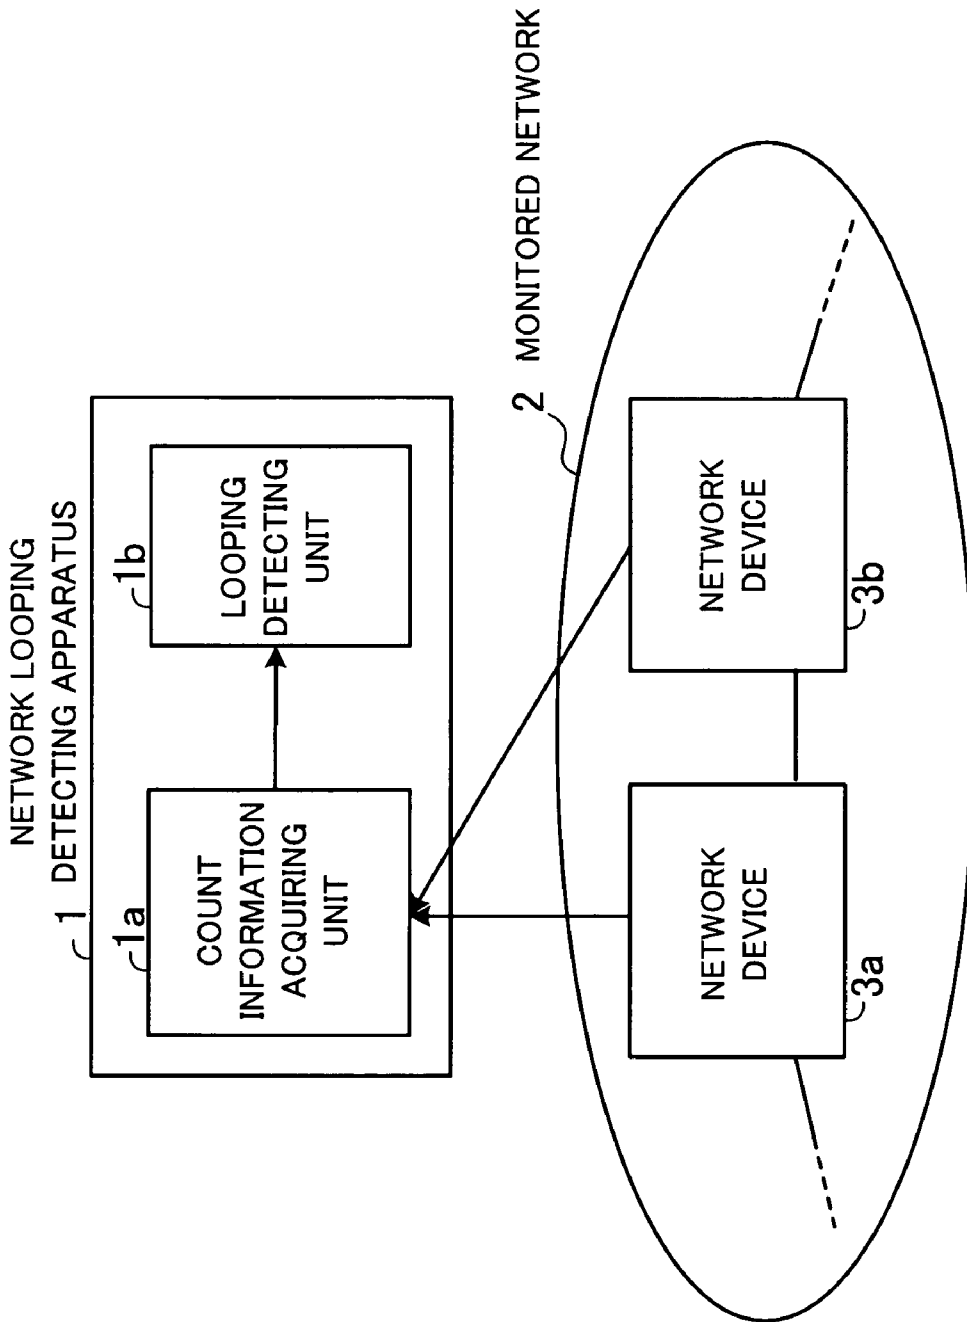 NETWORK LOOPING
DETECTING APPARATUS
1
1a
COUNT
INFORMATION
ACQUIRING
UNIT
1b
LOOPING
DETECTING
UNIT
2 MONITORED NETWORK
NETWORK
DEVICE
3a
NETWORK
DEVICE
3b